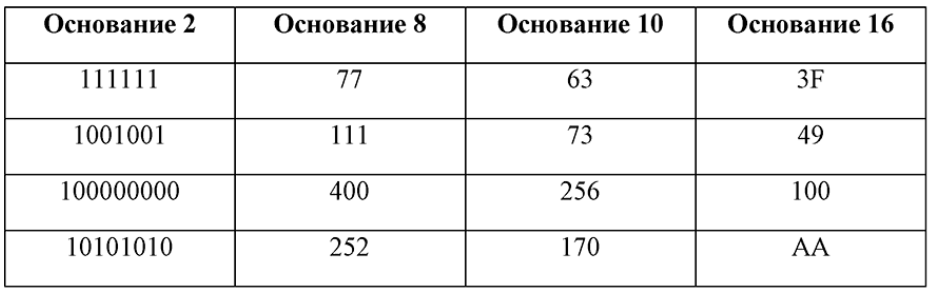 Основание 2 Основание 8 Основание 10 Основание 16
111111 77 63 3F
1001001 111 73 49
100000000 400 256 100
10101010 252 170 AA